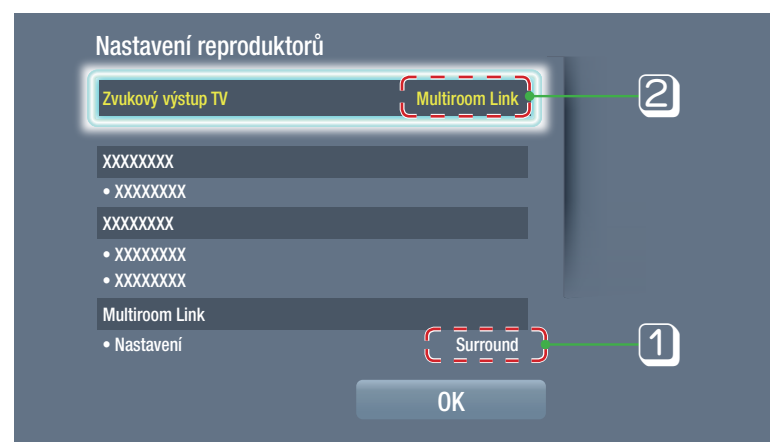 Nastavení reproduktorů
Zvukový výstup TV Multiroom Link 2
XXXXXXXX
• XXXXXXXX
XXXXXXXX
• XXXXXXXX
• XXXXXXXX
Multiroom Link
• Nastavení Surround 1
OK